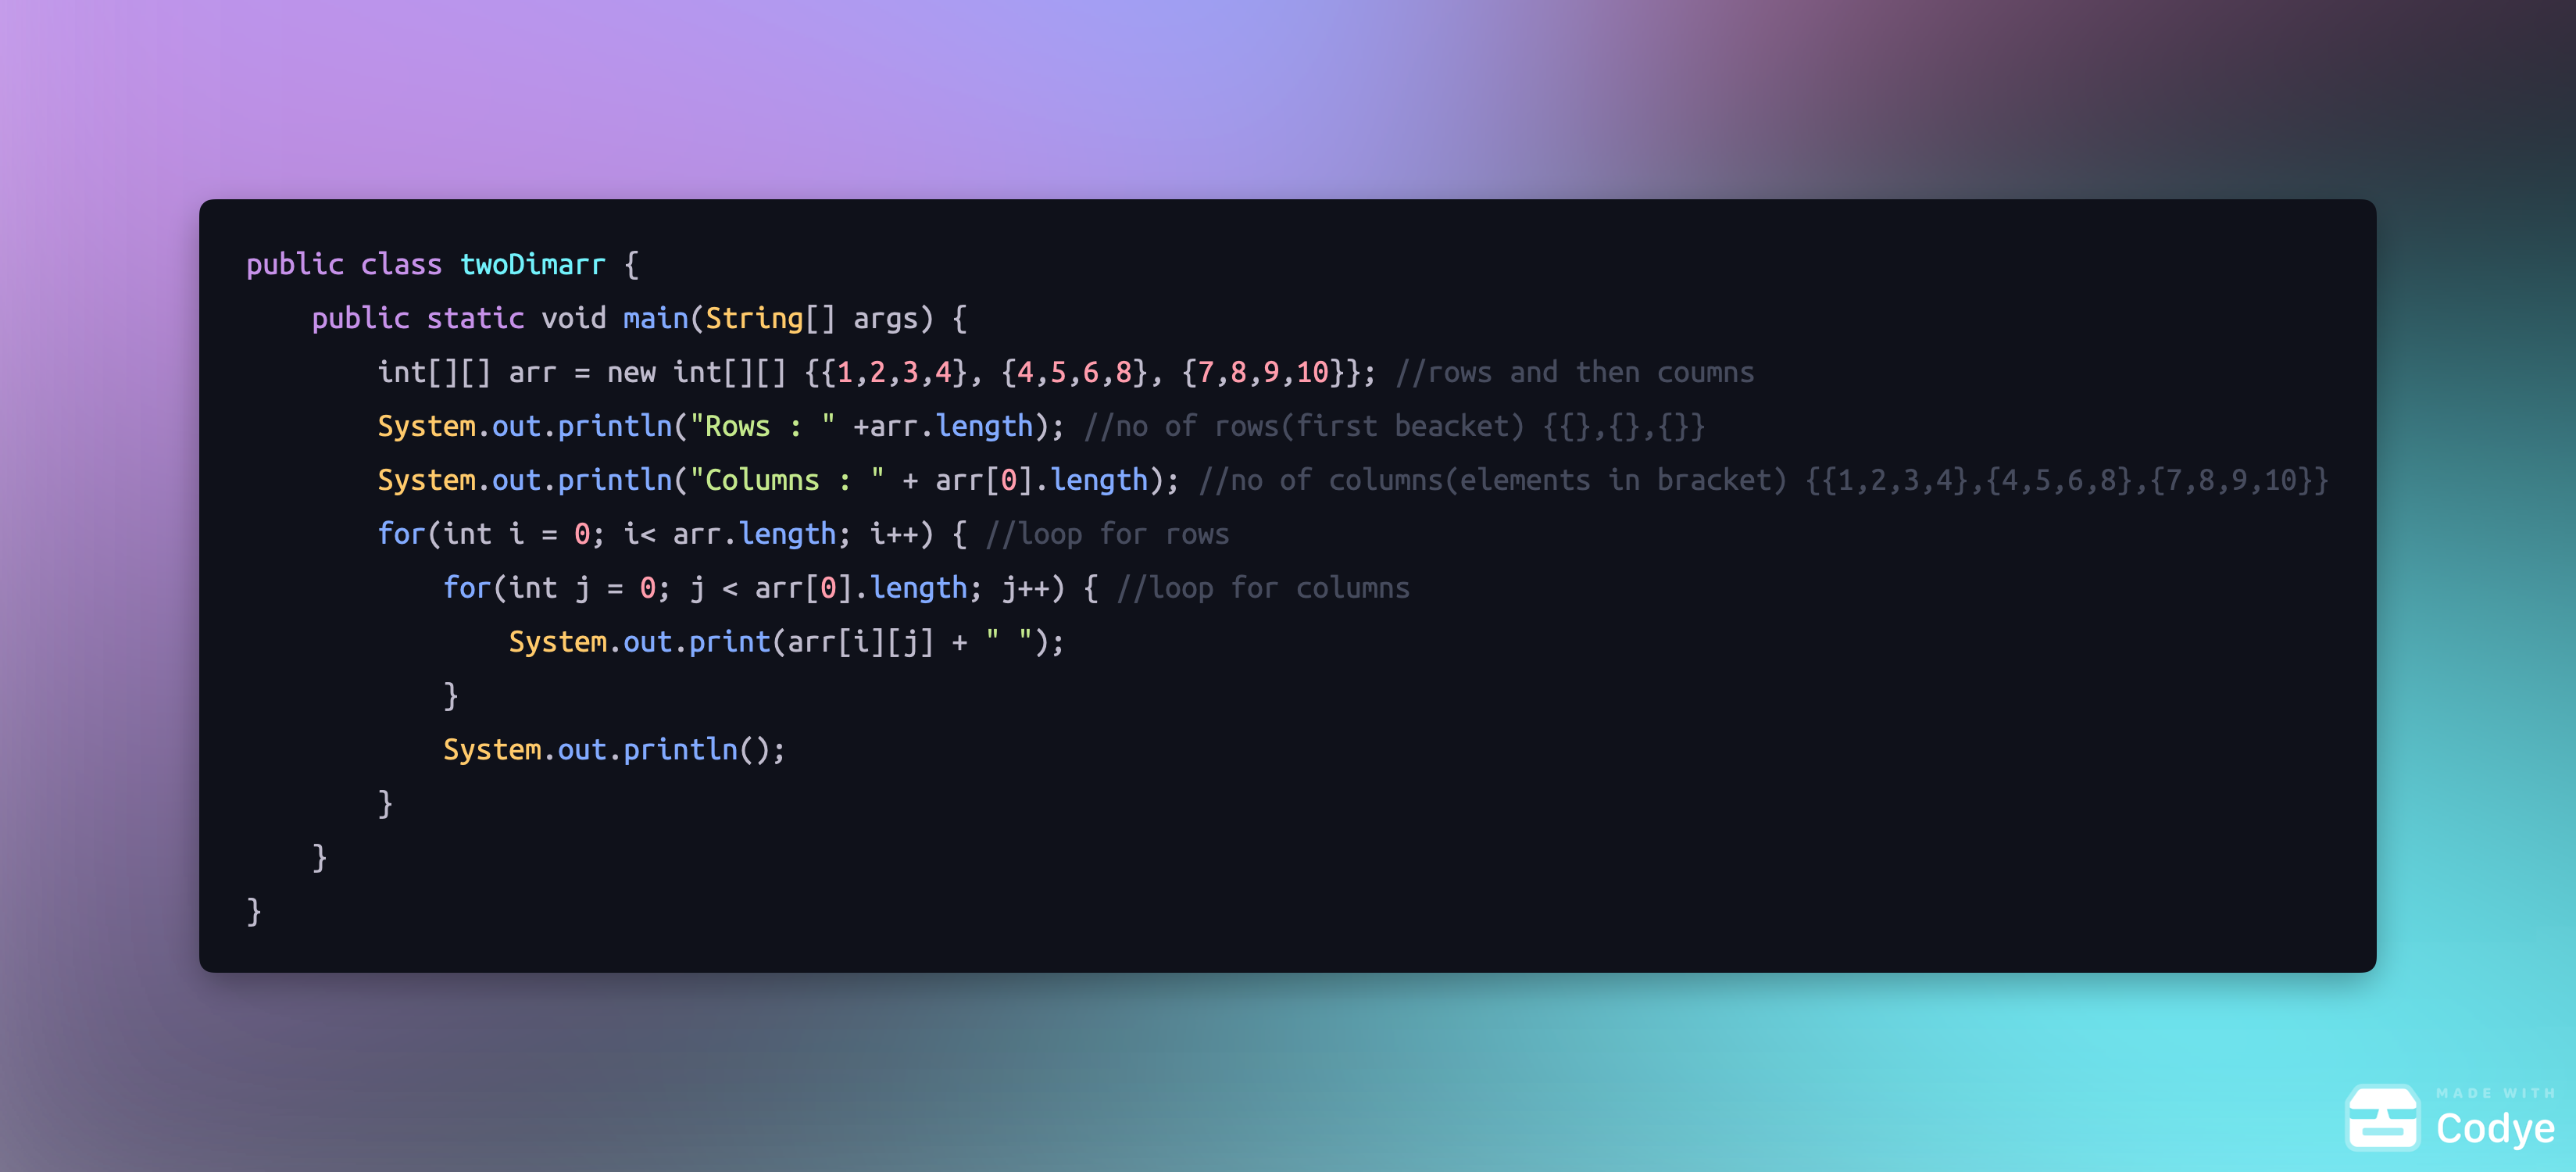 public class twoDimarr {
public static void main(String[] args) {
int[][] arr = new int[][] {{1,2,3,4}, {4,5,6,8}, {7,8,9,10}}; //rows and then coumns
System.out.println("Rows : " +arr.length); //no of rows(first beacket) {{},{},{}}
System.out.println("Columns : " + arr[0].length); //no of columns(elements in bracket) {{1,2,3,4},{4,5,6,8},{7,8,9,10}}
for(int i = 0; i< arr.length; i++) { //loop for rows
for(int j = 0; j < arr[0].length; j++) { //loop for columns
System.out.print(arr[i][j] + " ");
}
System.out.println();
}
}
}
MADE WITH
Codye